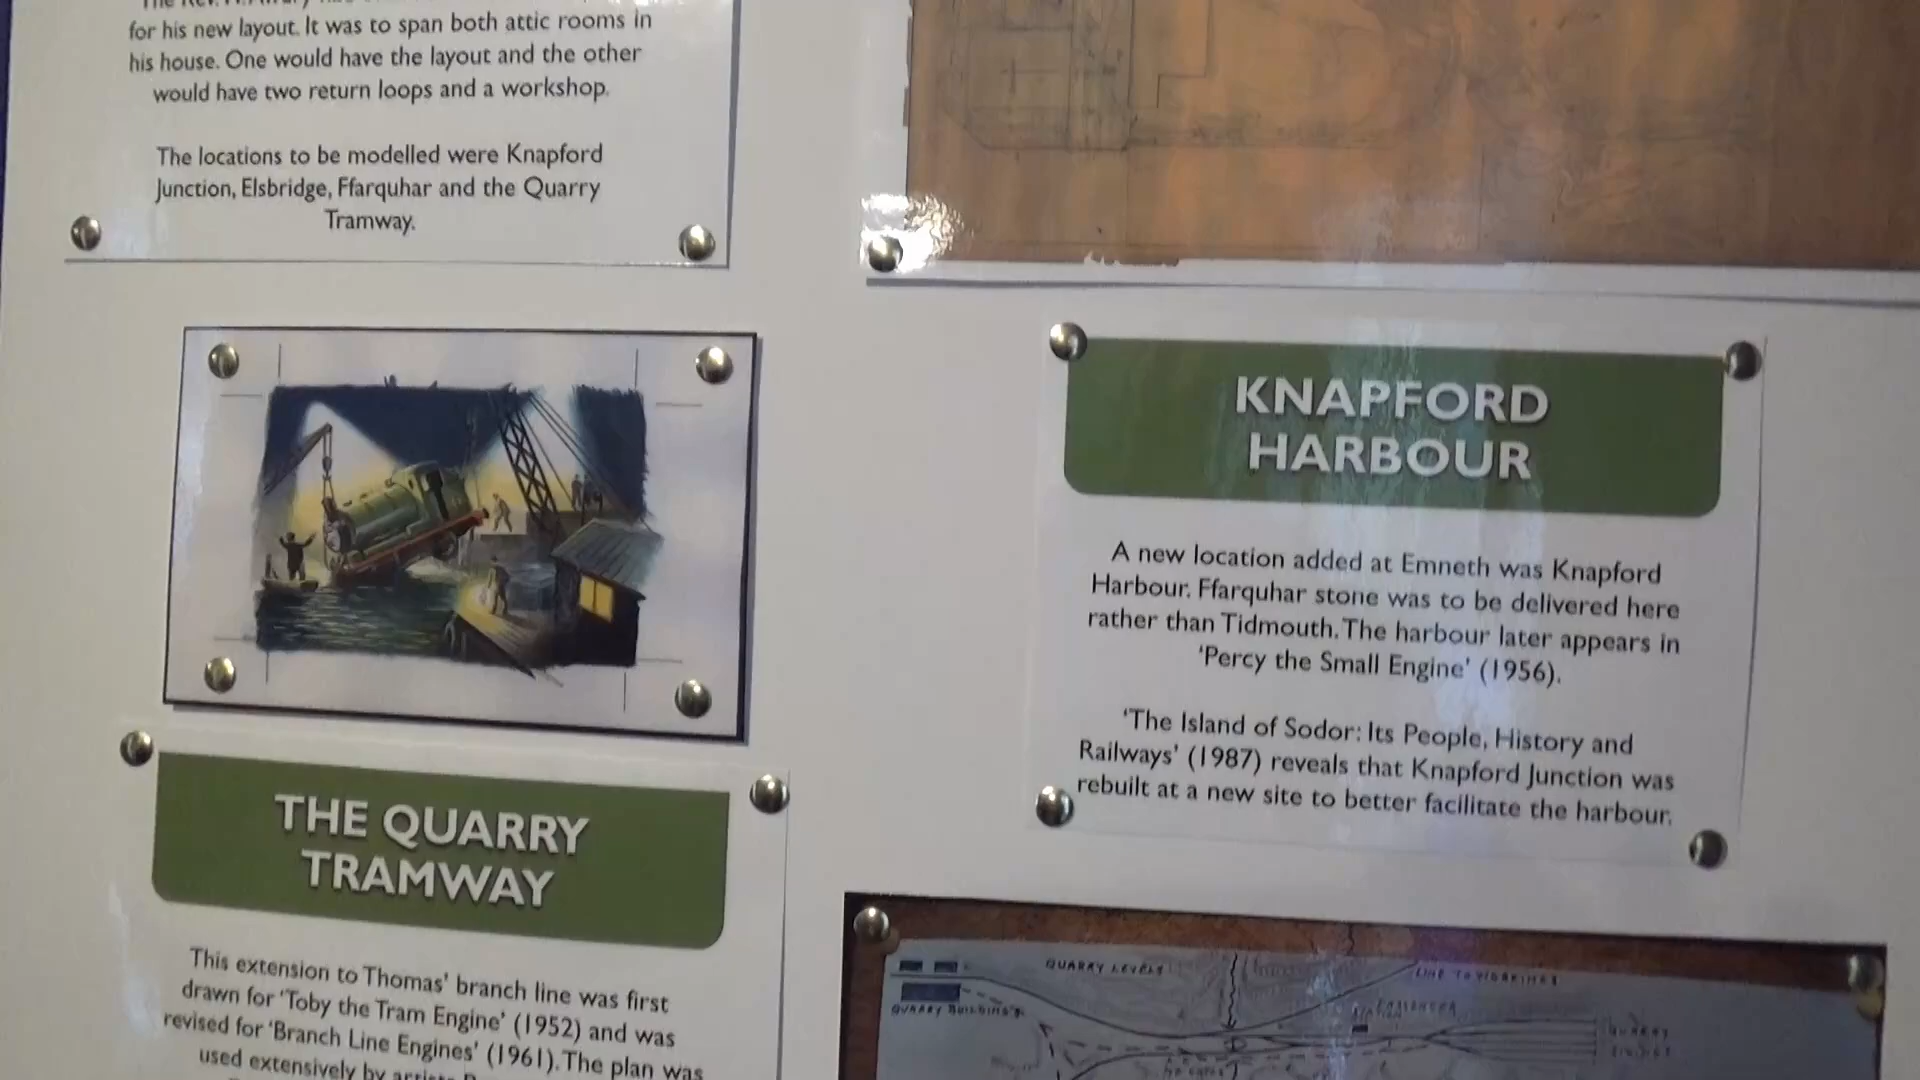 for his new layout. It was to span both attic rooms in
his house. One would have the layout and the other
would have two return loops and a workshop.
The locations to be modelled were Knapford
Junction, Elsbridge, Ffarquhar and the Quarry
Tramway.
THE QUARRY
TRAMWAY
This extension to Thomas' branch line was first
drawn for 'Toby the Tram Engine' (1952) and was
revised for 'Branch Line Engines' (1961). The plan was
used extensively by
KNAPFORD
HARBOUR
A new location added at Emneth was Knapford
Harbour. Ffarquhar stone was to be delivered here
rather than Tidmouth. The harbour later appears in
'Percy the Small Engine' (1956).
'The Island of Sodor: Its People, History and
Railways' (1987) reveals that Knapford Junction was
rebuilt at a new site to better facilitate the harbour.
QUARRY LEVELS
LINE TO WORKINGS
QUARRY BUILDINGS